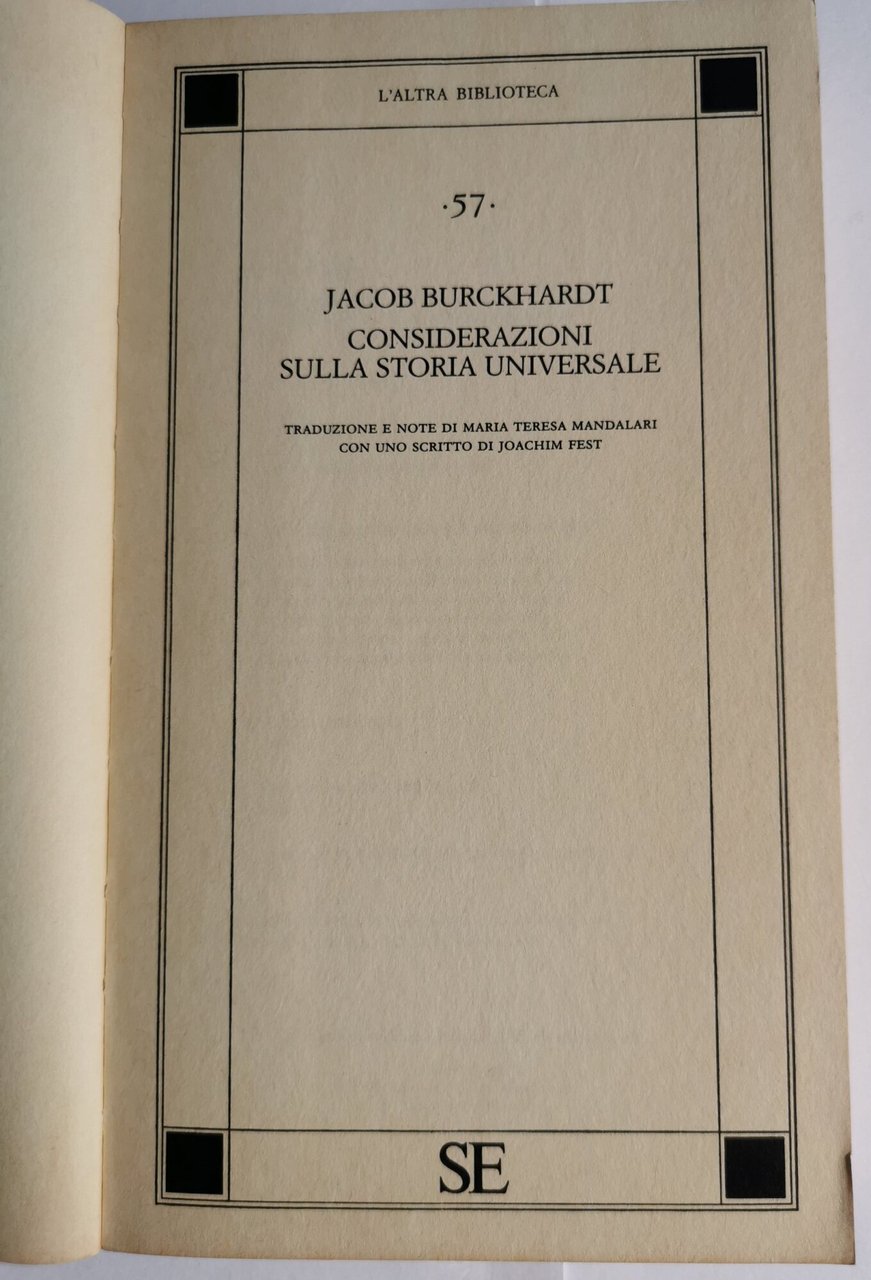 L'ALTRA BIBLIOTECA
·57·
JACOB BURCKHARDT
CONSIDERAZIONI
SULLA STORIA UNIVERSALE
TRADUZIONE E NOTE DI MARIA TERESA MANDALARI
CON UNO SCRITTO DI JOACHIM FEST
SE